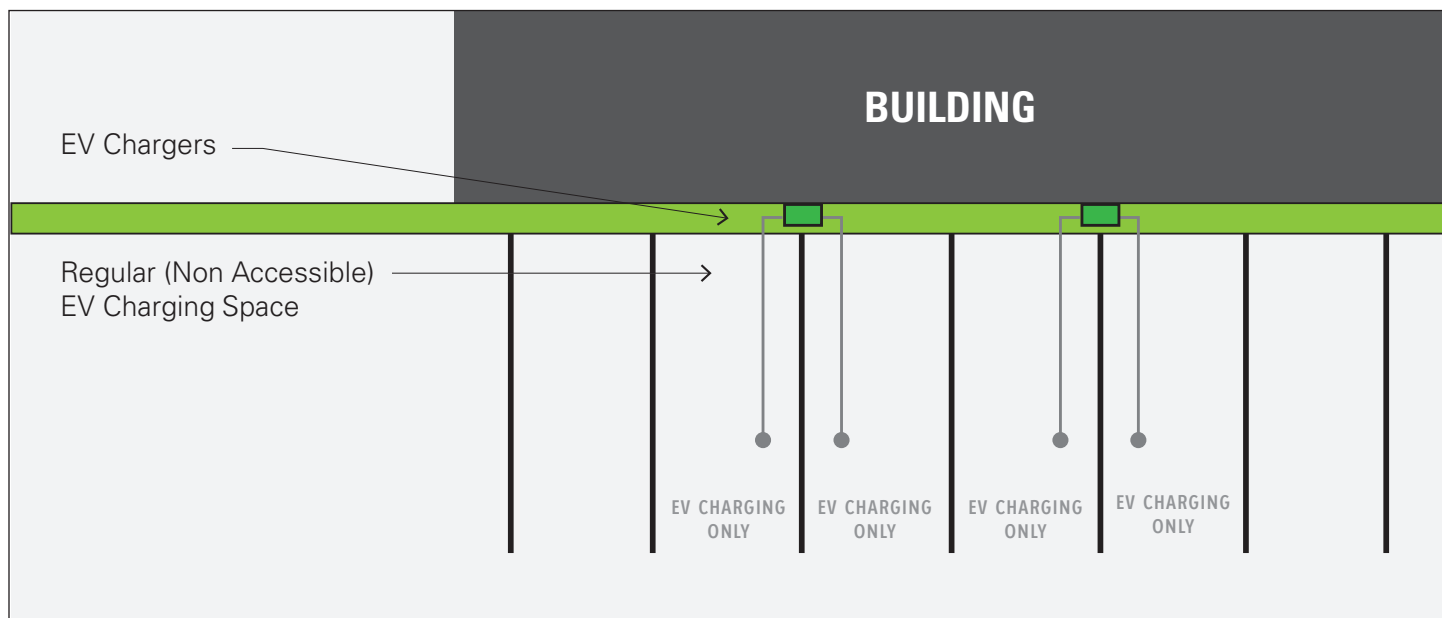 BUILDING
EV Chargers
Regular (Non Accessible)
EV Charging Space
EV CHARGING
ONLY
EV CHARGING
ONLY
EV CHARGING
ONLY
EV CHARGING
ONLY